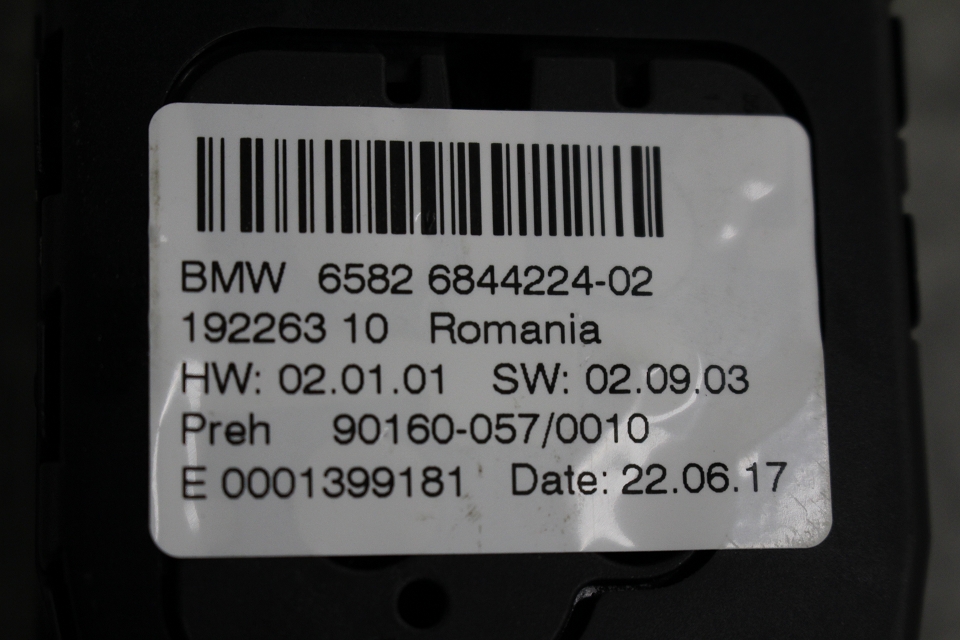 BMW 6582 6844224-02
192263 10 Romania
HW: 02.01.01 SW: 02.09.03
Preh 90160-057/0010
E 0001399181 Date: 22.06.17